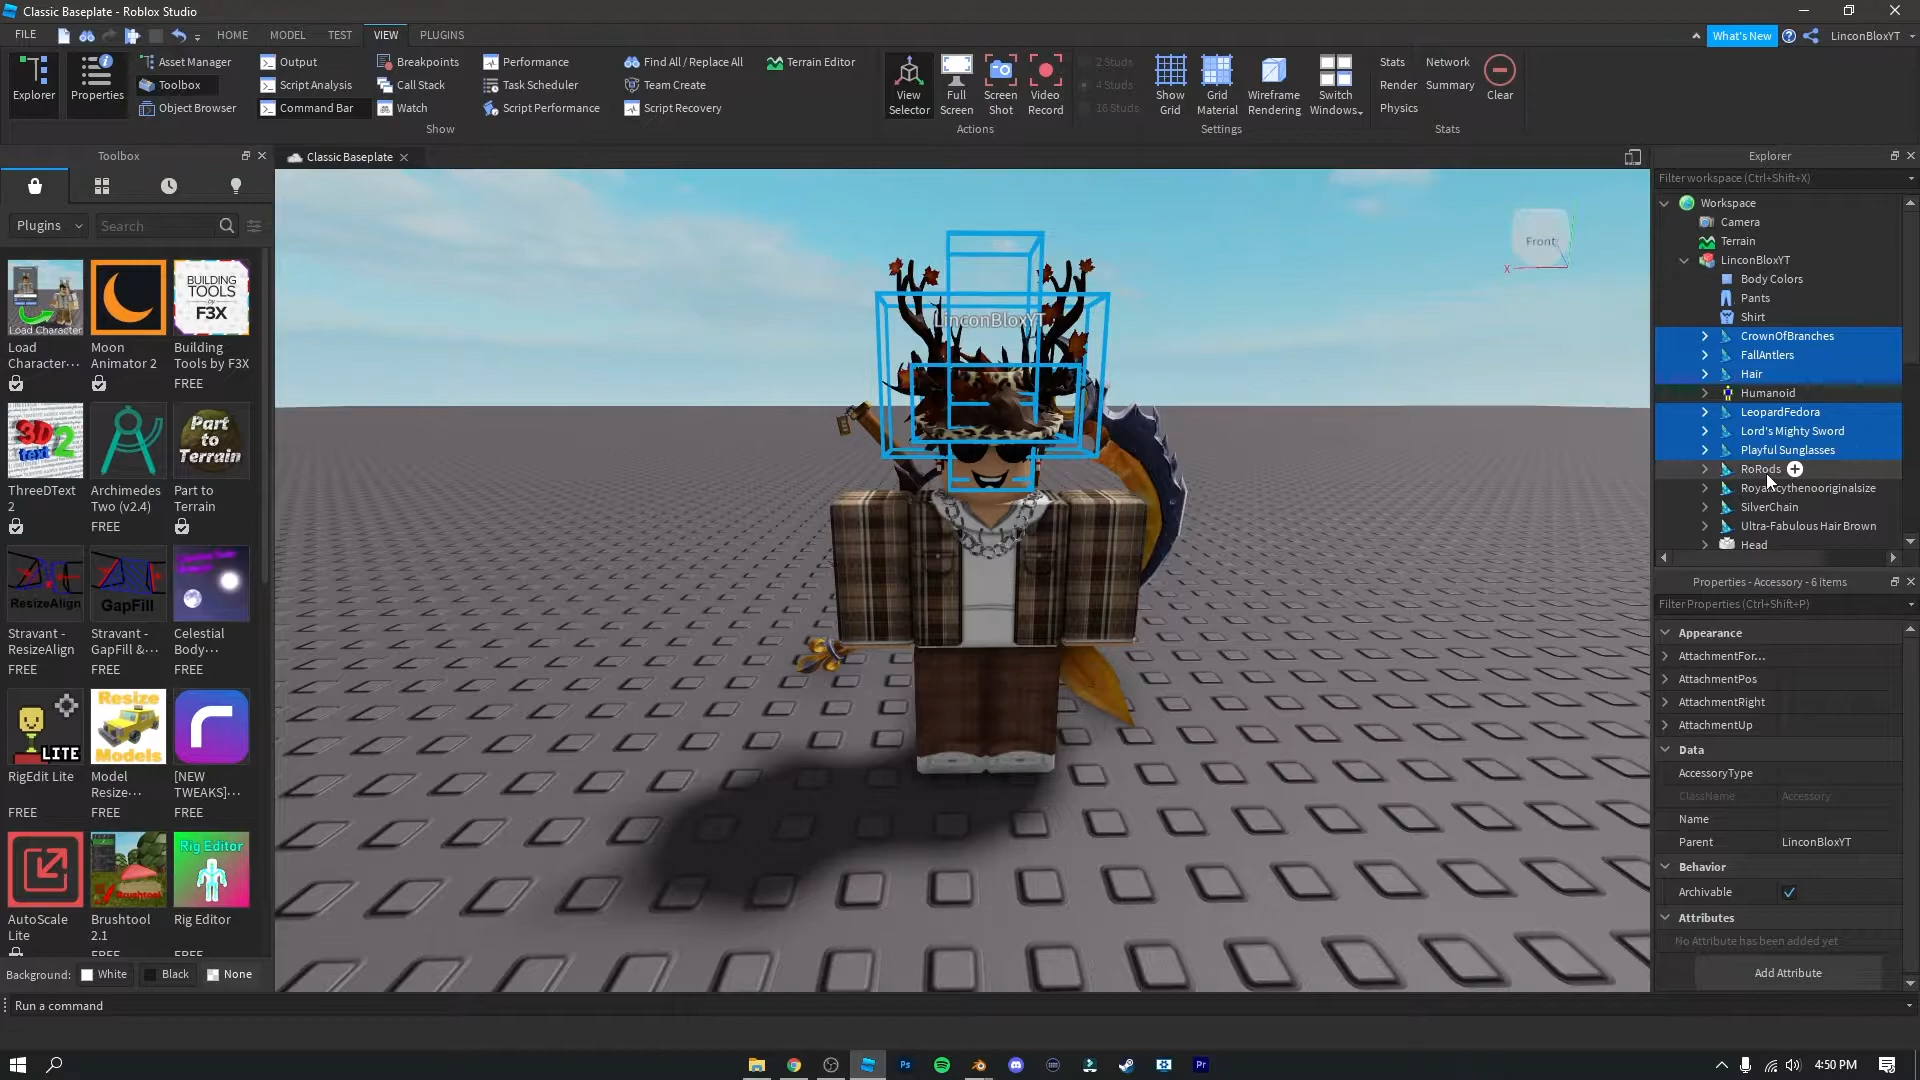 Classic Baseplate - Roblox Studio
FILE
HOME
MODEL
TEST
VIEW
PLUGINS
What's New
LinconBloxYT
Explorer
Properties
Asset Manager
Toolbox
Object Browser
Output
Script Analysis
Command Bar
Breakpoints
Call Stack
Watch
Performance
Task Scheduler
Script Performance
Find All / Replace All
Team Create
Script Recovery
Terrain Editor
Show
View
Selector
Full
Screen
Screen
Shot
Video
Record
Actions
2 Studs
4 Studs
16 Studs
Show
Grid
Grid
Material
Wireframe
Rendering
Switch
Windows
Settings
Stats
Render
Physics
Network
Summary
Clear
Stats
Toolbox
Plugins
Search
Load Character
BUILDING
TOOLS
by
F3X
Load
Character···
Moon
Animator 2
Building
Tools by F3X
FREE
3D
text
2
Part
to
Terrain
ThreeDText
2
Archimedes
Two (v2.4)
FREE
Part to
Terrain
ResizeAlign
GapFill
Stravant -
ResizeAlign
FREE
Stravant -
GapFill &···
FREE
Celestial
Body···
FREE
LITE
Resize
Models
RigEdit Lite
FREE
Model
Resize···
FREE
[NEW
TWEAKS]···
FREE
Brushtool
Rig Editor
AutoScale
Lite
Brushtool
2.1
FREE
Rig Editor
FREE
Background:
White
Black
None
Run a command
Classic Baseplate
LinconBloxYT
Front
X
Explorer
Filter workspace (Ctrl+Shift+X)
Workspace
Camera
Terrain
LinconBloxYT
Body Colors
Pants
Shirt
CrownOfBranches
FallAntlers
Hair
Humanoid
LeopardFedora
Lord's Mighty Sword
Playful Sunglasses
RoRods
SilverChain
Ultra-Fabulous Hair Brown
Head
Properties - Accessory - 6 items
Filter Properties (Ctrl+Shift+P)
Appearance
AttachmentFor...
AttachmentPos
AttachmentRight
AttachmentUp
Data
AccessoryType
ClassName
Accessory
Name
Parent
LinconBloxYT
Behavior
Archivable
Attributes
No Attribute has been added yet
Add Attribute
Ps
Pr
4:50 PM